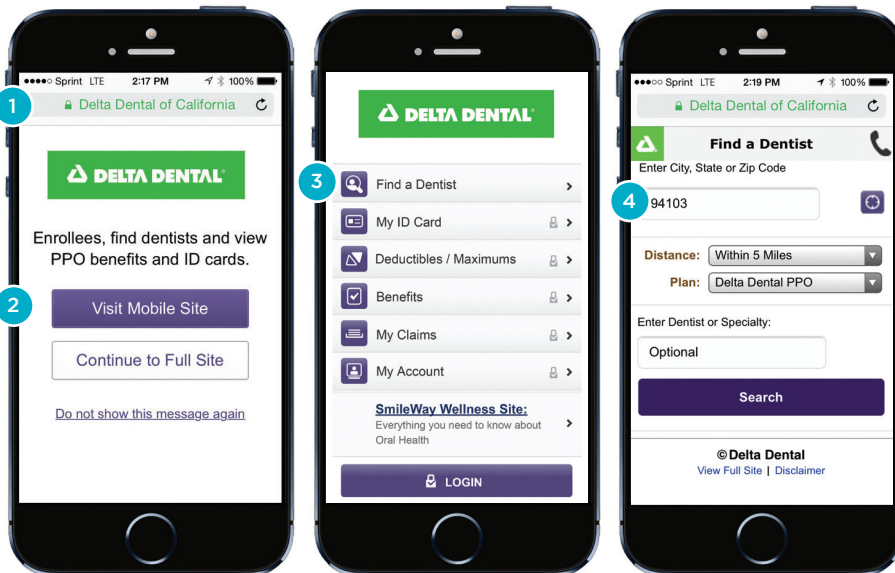 Sprint LTE 2:17 PM 100%
1
Delta Dental of California
DELTA DENTAL
Enrollees, find dentists and view
PPO benefits and ID cards.
2
Visit Mobile Site
Continue to Full Site
Do not show this message again
DELTA DENTAL
3
Find a Dentist
My ID Card
Deductibles / Maximums
Benefits
My Claims
My Account
SmileWay Wellness Site:
Everything you need to know about
Oral Health
LOGIN
Sprint LTE 2:19 PM 100%
Delta Dental of California
Find a Dentist
Enter City, State or Zip Code
4
94103
Distance: Within 5 Miles
Plan: Delta Dental PPO
Enter Dentist or Specialty:
Optional
Search
© Delta Dental
View Full Site | Disclaimer